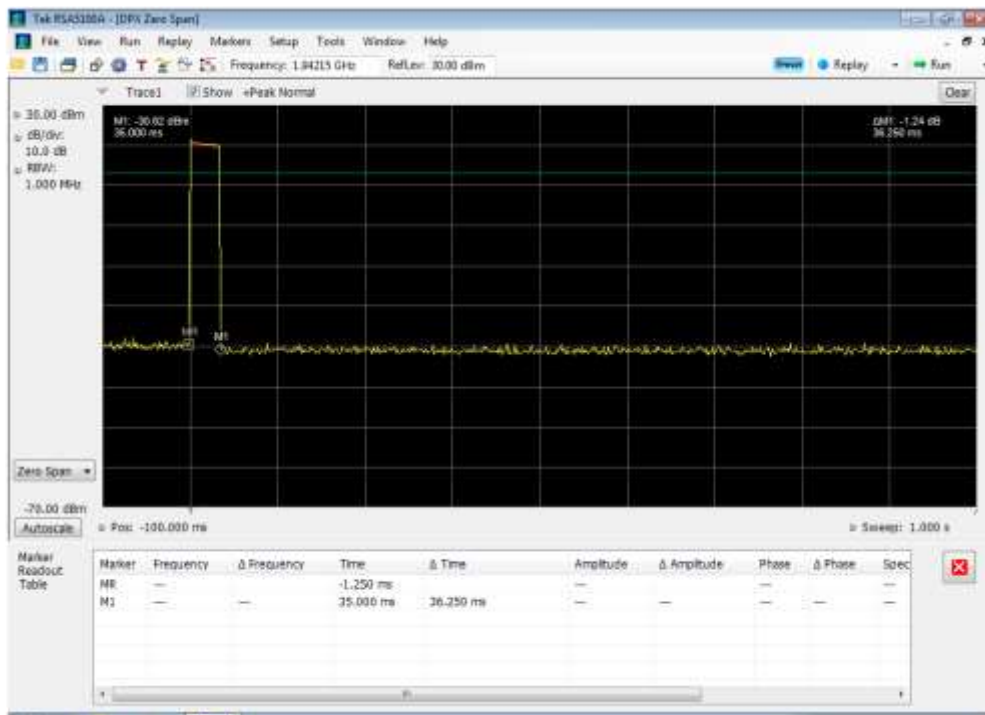 Tek RSA5100A - [DPX Zero Span]
File View Run Replay Markers Setup Tools Window Help
Frequency: 1.84215 GHz RefLev: 30.00 dBm Preset Replay Run
Trace1 Show +Peak Normal Clear
30.00 dBm
dB/div:
10.0 dB
RBW:
1.000 MHz
M1: -30.02 dBm
36.000 ms
ΔM1: -1.24 dB
36.250 ms
MR
M1
Zero Span
-70.00 dBm
Autoscale Pos: -100.000 ms Sweep: 1.000 s
Marker
Readout
Table
Marker Frequency Δ Frequency Time Δ Time Amplitude Δ Amplitude Phase Δ Phase Spec
MR --- -1.250 ms --- --- ---
M1 --- --- 35.000 ms 36.250 ms --- --- --- --- ---